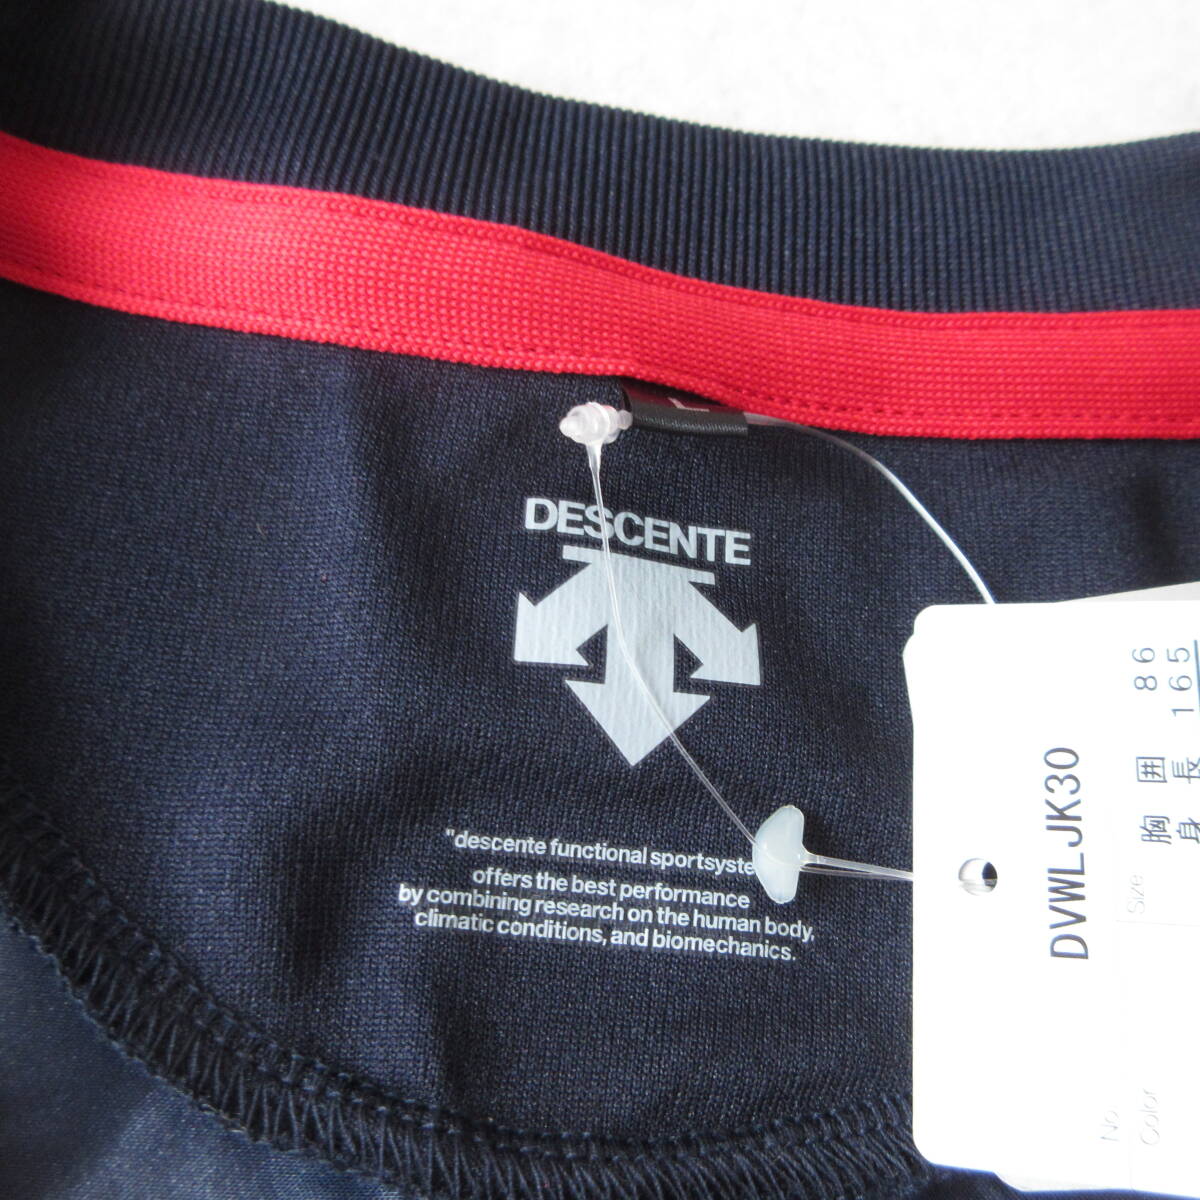 L
DESCENTE
"descente functional sportsyste
offers the best performance
by combining research on the human body,
climatic conditions, and biomechanics.
No.
DVWLJK30
Color
Size
胸囲 86
身長 165